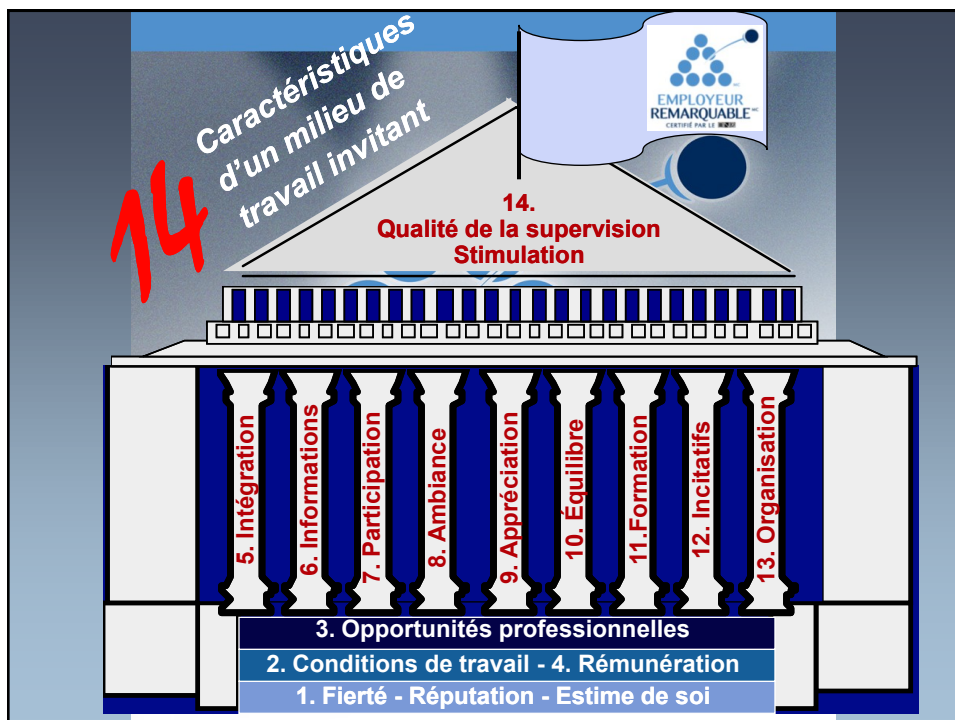 14
Caractéristiques
d'un milieu de
travail invitant
EMPLOYEUR
REMARQUABLE MC
CERTIFIÉ PAR LE
14.
Qualité de la supervision
Stimulation
5. Intégration
6. Informations
7. Participation
8. Ambiance
9. Appréciation
10. Équilibre
11.Formation
12. Incitatifs
13. Organisation
3. Opportunités professionnelles
2. Conditions de travail - 4. Rémunération
1. Fierté - Réputation - Estime de soi